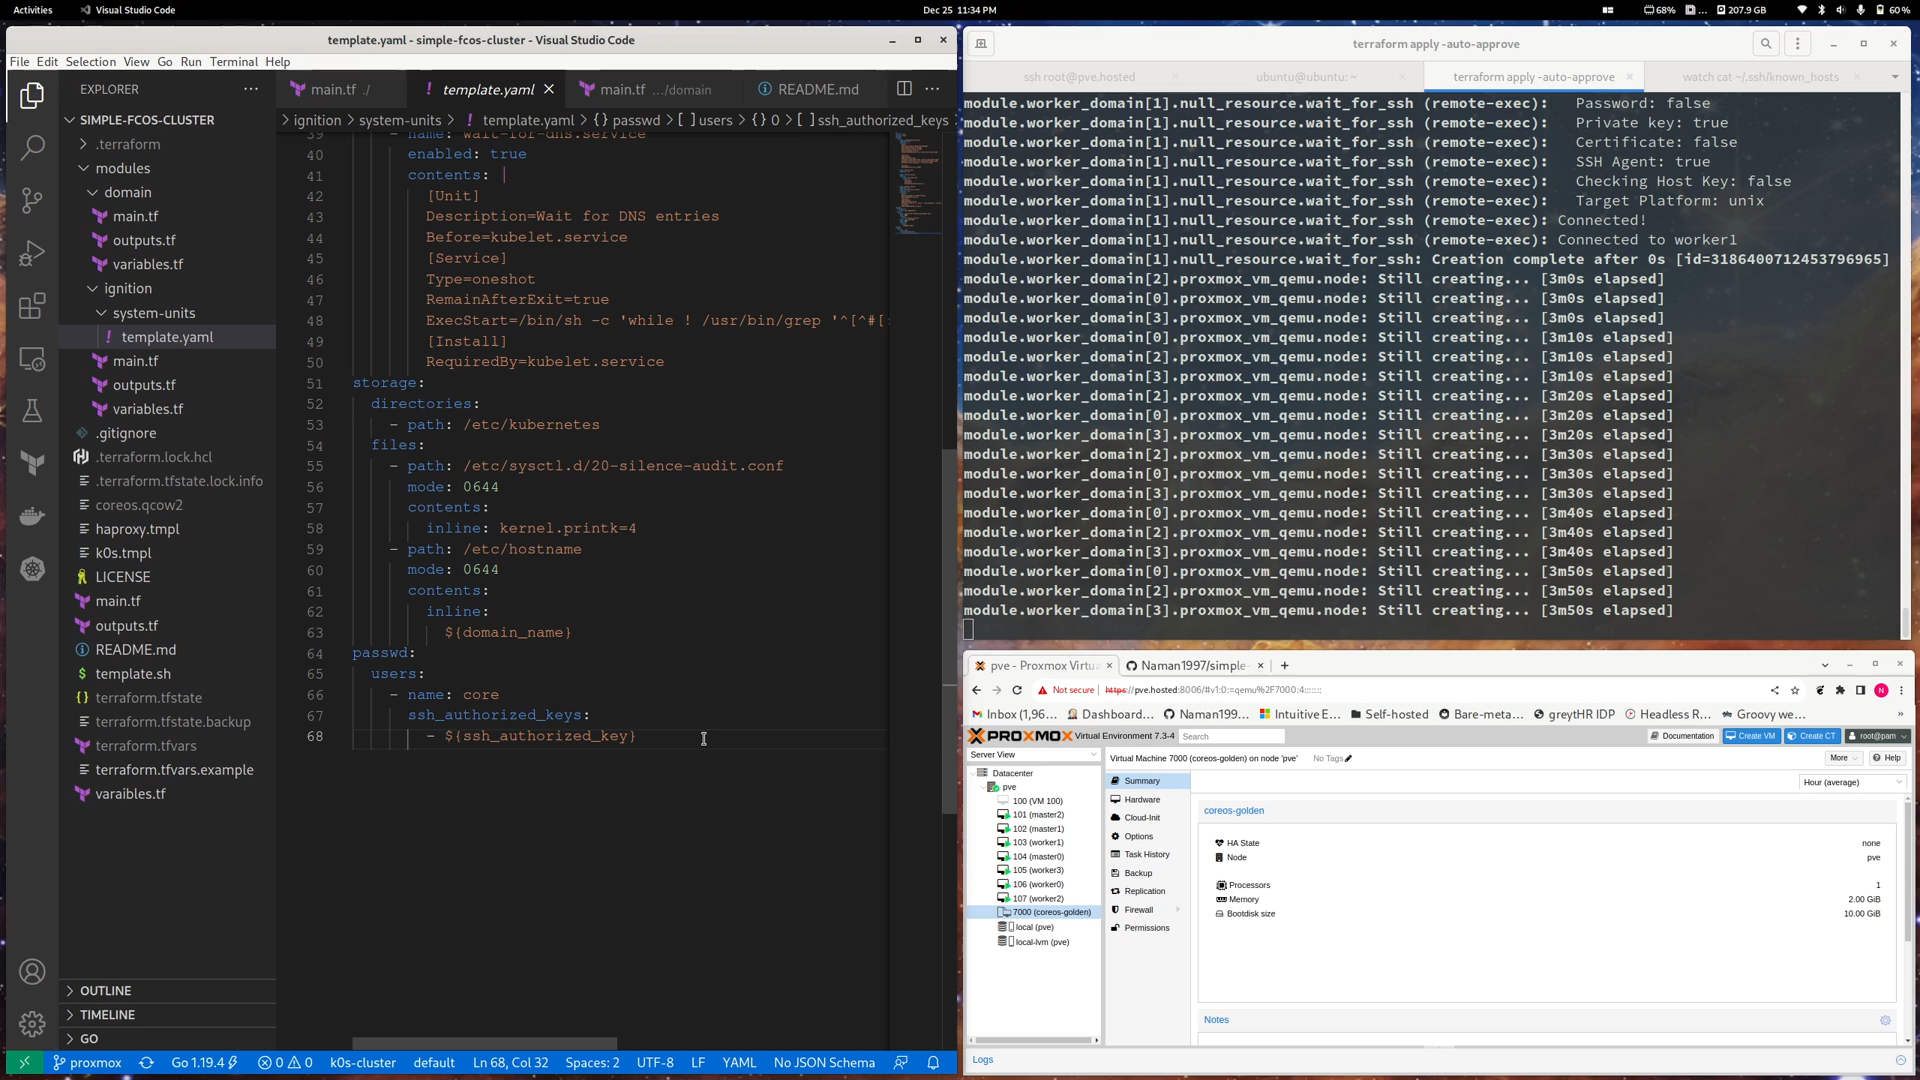 Activities
Visual Studio Code
Dec 25 11:34 PM
68%
...
207.9 GB
60 %
template.yaml - simple-fcos-cluster - Visual Studio Code
File Edit Selection View Go Run Terminal Help
EXPLORER
...
SIMPLE-FCOS-CLUSTER
.terraform
modules
domain
main.tf
outputs.tf
variables.tf
ignition
system-units
! template.yaml
main.tf
outputs.tf
variables.tf
.gitignore
.terraform.lock.hcl
.terraform.tfstate.lock.info
coreos.qcow2
haproxy.tmpl
k0s.tmpl
LICENSE
main.tf
outputs.tf
README.md
template.sh
terraform.tfstate
terraform.tfstate.backup
terraform.tfvars
terraform.tfvars.example
varaibles.tf
OUTLINE
TIMELINE
GO
main.tf ./
! template.yaml
main.tf .../domain
README.md
ignition > system-units > ! template.yaml > {} passwd > [ ] users > {} 0 > [ ] ssh_authorized_keys
39 - name: wait-for-dns.service
40 enabled: true
41 contents: |
42 [Unit]
43 Description=Wait for DNS entries
44 Before=kubelet.service
45 [Service]
46 Type=oneshot
47 RemainAfterExit=true
48 ExecStart=/bin/sh -c 'while ! /usr/bin/grep '^[^#[:
49 [Install]
50 RequiredBy=kubelet.service
51 storage:
52 directories:
53 - path: /etc/kubernetes
54 files:
55 - path: /etc/sysctl.d/20-silence-audit.conf
56 mode: 0644
57 contents:
58 inline: kernel.printk=4
59 - path: /etc/hostname
60 mode: 0644
61 contents:
62 inline:
63 ${domain_name}
64 passwd:
65 users:
66 - name: core
67 ssh_authorized_keys:
68 - ${ssh_authorized_key}
proxmox
Go 1.19.4
0 0
k0s-cluster
default
Ln 68, Col 32
Spaces: 2
UTF-8
LF
YAML
No JSON Schema
terraform apply -auto-approve
ssh root@pve.hosted
ubuntu@ubuntu: ~
terraform apply -auto-approve
watch cat ~/.ssh/known_hosts
module.worker_domain[1].null_resource.wait_for_ssh (remote-exec): Password: false
module.worker_domain[1].null_resource.wait_for_ssh (remote-exec): Private key: true
module.worker_domain[1].null_resource.wait_for_ssh (remote-exec): Certificate: false
module.worker_domain[1].null_resource.wait_for_ssh (remote-exec): SSH Agent: true
module.worker_domain[1].null_resource.wait_for_ssh (remote-exec): Checking Host Key: false
module.worker_domain[1].null_resource.wait_for_ssh (remote-exec): Target Platform: unix
module.worker_domain[1].null_resource.wait_for_ssh (remote-exec): Connected!
module.worker_domain[1].null_resource.wait_for_ssh (remote-exec): Connected to worker1
module.worker_domain[1].null_resource.wait_for_ssh: Creation complete after 0s [id=3186400712453796965]
module.worker_domain[2].proxmox_vm_qemu.node: Still creating... [3m0s elapsed]
module.worker_domain[0].proxmox_vm_qemu.node: Still creating... [3m0s elapsed]
module.worker_domain[3].proxmox_vm_qemu.node: Still creating... [3m0s elapsed]
module.worker_domain[0].proxmox_vm_qemu.node: Still creating... [3m10s elapsed]
module.worker_domain[2].proxmox_vm_qemu.node: Still creating... [3m10s elapsed]
module.worker_domain[3].proxmox_vm_qemu.node: Still creating... [3m10s elapsed]
module.worker_domain[2].proxmox_vm_qemu.node: Still creating... [3m20s elapsed]
module.worker_domain[0].proxmox_vm_qemu.node: Still creating... [3m20s elapsed]
module.worker_domain[3].proxmox_vm_qemu.node: Still creating... [3m20s elapsed]
module.worker_domain[2].proxmox_vm_qemu.node: Still creating... [3m30s elapsed]
module.worker_domain[0].proxmox_vm_qemu.node: Still creating... [3m30s elapsed]
module.worker_domain[3].proxmox_vm_qemu.node: Still creating... [3m30s elapsed]
module.worker_domain[0].proxmox_vm_qemu.node: Still creating... [3m40s elapsed]
module.worker_domain[2].proxmox_vm_qemu.node: Still creating... [3m40s elapsed]
module.worker_domain[3].proxmox_vm_qemu.node: Still creating... [3m40s elapsed]
module.worker_domain[0].proxmox_vm_qemu.node: Still creating... [3m50s elapsed]
module.worker_domain[2].proxmox_vm_qemu.node: Still creating... [3m50s elapsed]
module.worker_domain[3].proxmox_vm_qemu.node: Still creating... [3m50s elapsed]
pve - Proxmox Virtua
Naman1997/simple-
Not secure
https://pve.hosted:8006/#v1:0:=qemu%2F7000:4:::::::
N
Inbox (1,96...
Dashboard...
Naman199...
Intuitive E...
Self-hosted
Bare-meta...
greytHR IDP
Headless R...
Groovy we...
»
PROXMOX Virtual Environment 7.3-4
Search
Documentation
Create VM
Create CT
root@pam
Server View
Virtual Machine 7000 (coreos-golden) on node 'pve'
No Tags
More
Help
Datacenter
pve
100 (VM 100)
101 (master2)
102 (master1)
103 (worker1)
104 (master0)
105 (worker3)
106 (worker0)
107 (worker2)
7000 (coreos-golden)
local (pve)
local-lvm (pve)
Summary
Hardware
Cloud-Init
Options
Task History
Backup
Replication
Firewall
Permissions
Hour (average)
coreos-golden
HA State none
Node pve
Processors 1
Memory 2.00 GiB
Bootdisk size 10.00 GiB
Notes
Logs